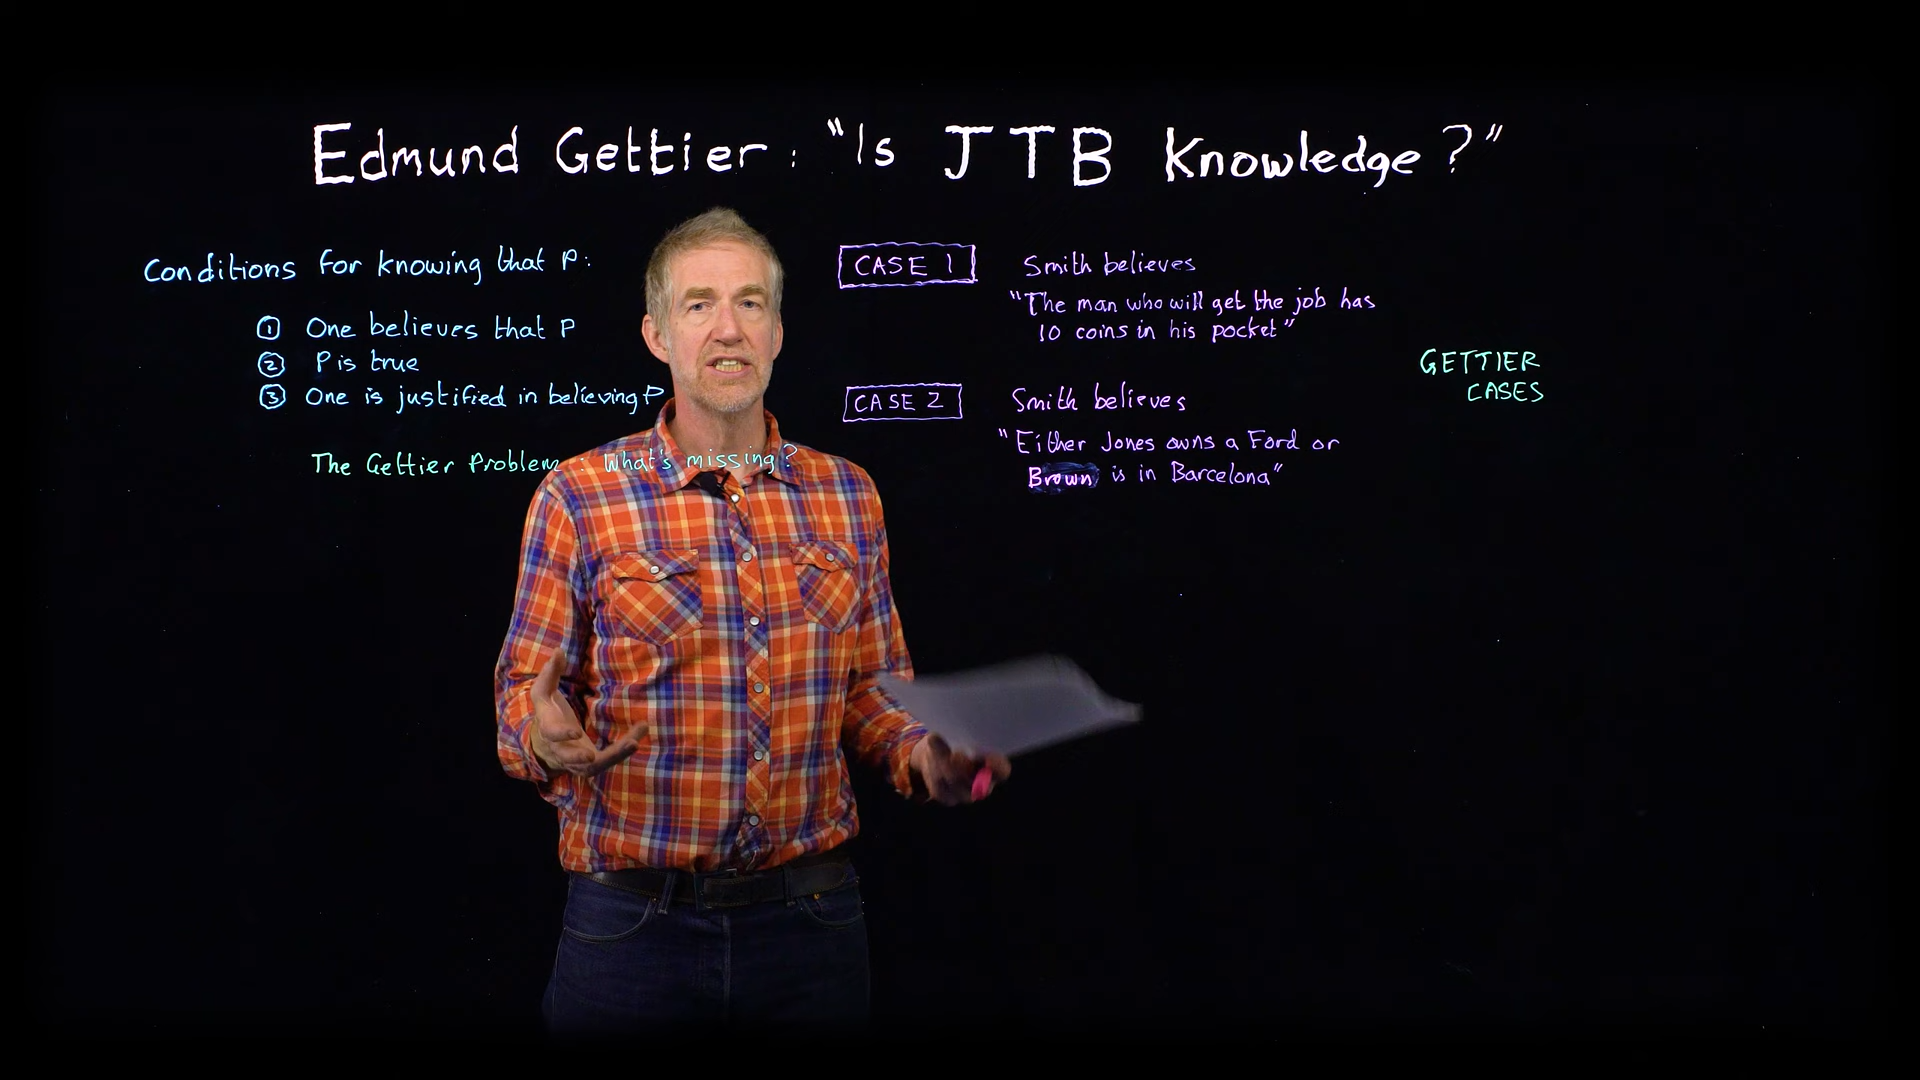 Edmund Gettier: "Is JTB Knowledge?"
Conditions for knowing that P:
① One believes that P
② P is true
③ One is justified in believing P
The Gettier Problem: What's missing?
CASE 1
Smith believes
"The man who will get the job has
10 coins in his pocket"
CASE 2
Smith believes
"Either Jones owns a Ford or
Brown is in Barcelona"
GETTIER
CASES